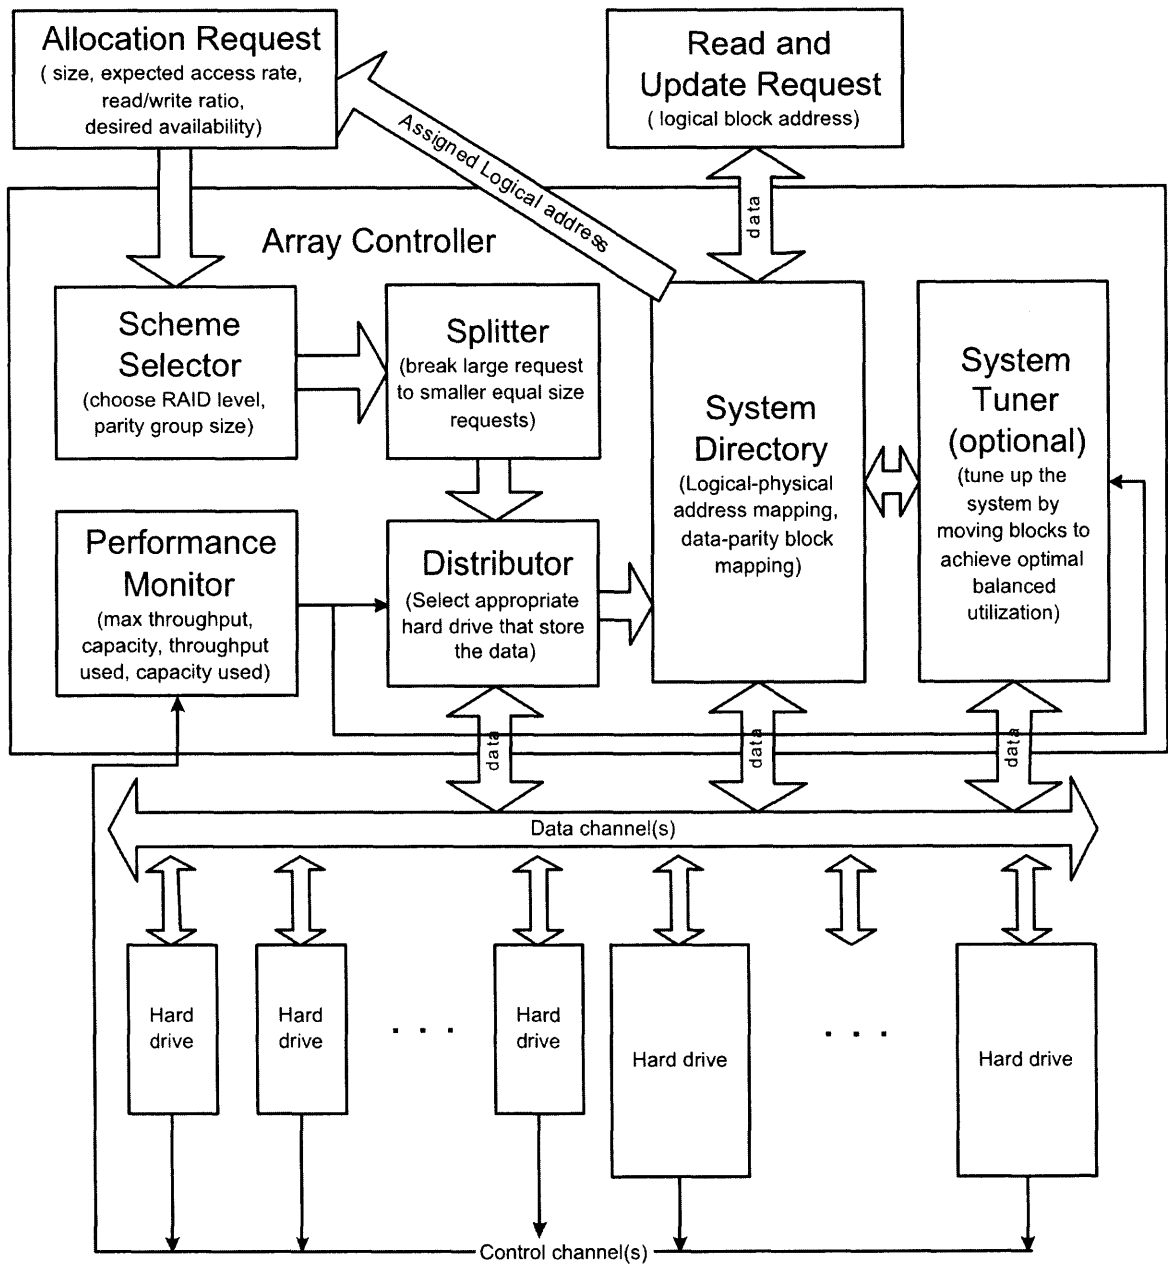 Allocation Request
( size, expected access rate,
read/write ratio,
desired availability)
Read and
Update Request
( logical block address)
Assigned Logical address
data
Array Controller
Scheme
Selector
(choose RAID level,
parity group size)
Splitter
(break large request
to smaller equal size
requests)
System
Directory
(Logical-physical
address mapping,
data-parity block
mapping)
System
Tuner
(optional)
(tune up the
system by
moving blocks to
achieve optimal
balanced
utilization)
Performance
Monitor
(max throughput,
capacity, throughput
used, capacity used)
Distributor
(Select appropriate
hard drive that store
the data)
data
data
data
Data channel(s)
Hard
drive
Hard
drive
. . .
Hard
drive
Hard drive
. . .
Hard drive
Control channel(s)